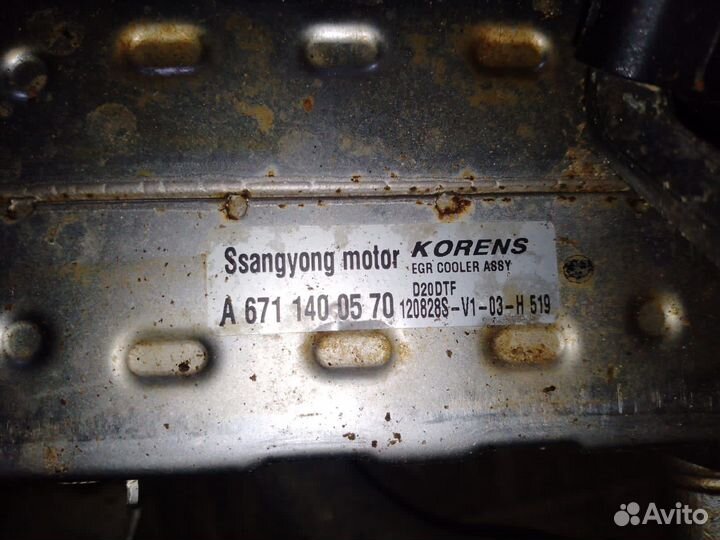 Ssangyong motor KORENS
EGR COOLER ASSY
D20DTF
A 671 140 05 70 120828S-V1-03-H 519
Avito